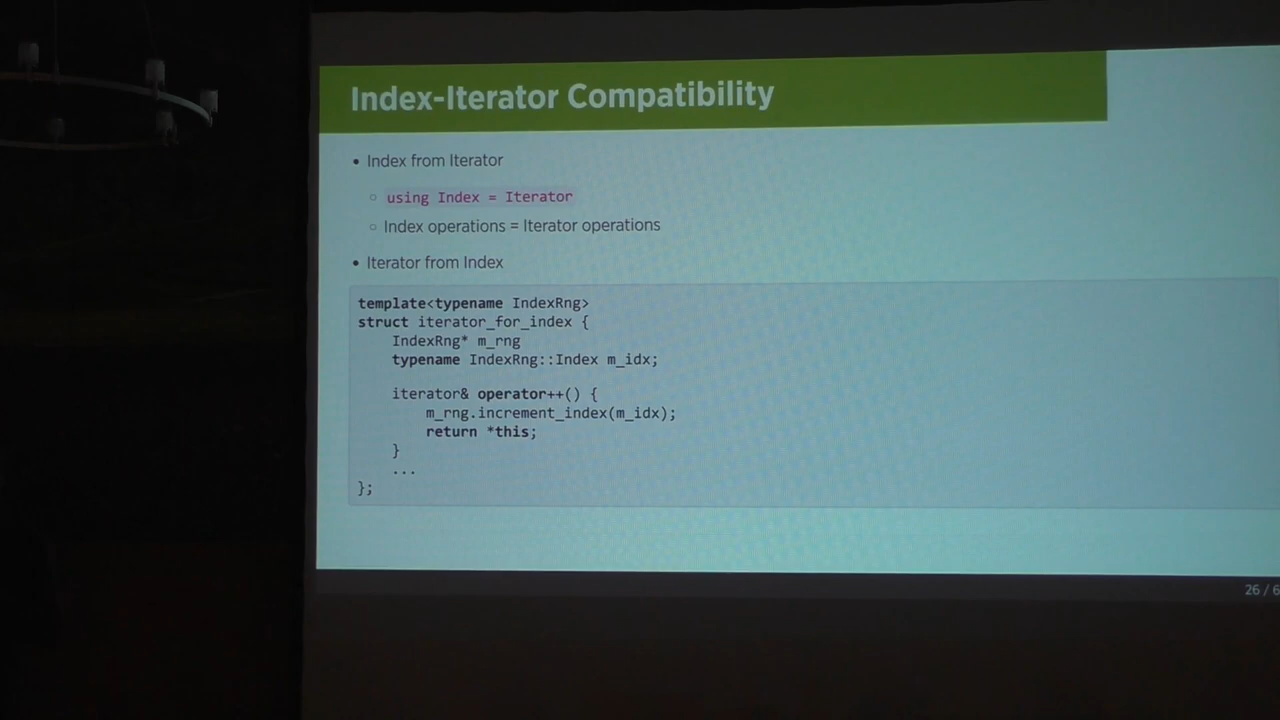 Index-Iterator Compatibility
• Index from Iterator
○ using Index = Iterator
○ Index operations = Iterator operations
• Iterator from Index
template<typename IndexRng>
struct iterator_for_index {
    IndexRng* m_rng
    typename IndexRng::Index m_idx;
    iterator& operator++() {
        m_rng.increment_index(m_idx);
        return *this;
    }
    ...
};
26 / 6